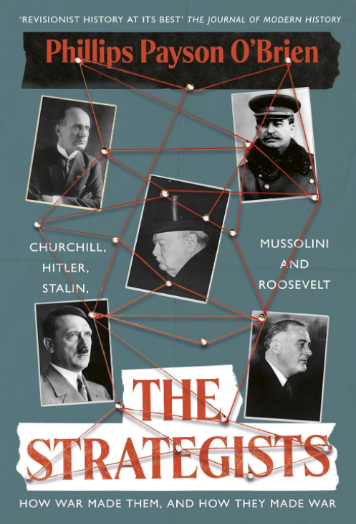 ‘REVISIONIST HISTORY AT ITS BEST’ THE JOURNAL OF MODERN HISTORY
Phillips Payson O’Brien
CHURCHILL,
HITLER,
STALIN,
MUSSOLINI
AND
ROOSEVELT
THE
STRATEGISTS
HOW WAR MADE THEM, AND HOW THEY MADE WAR